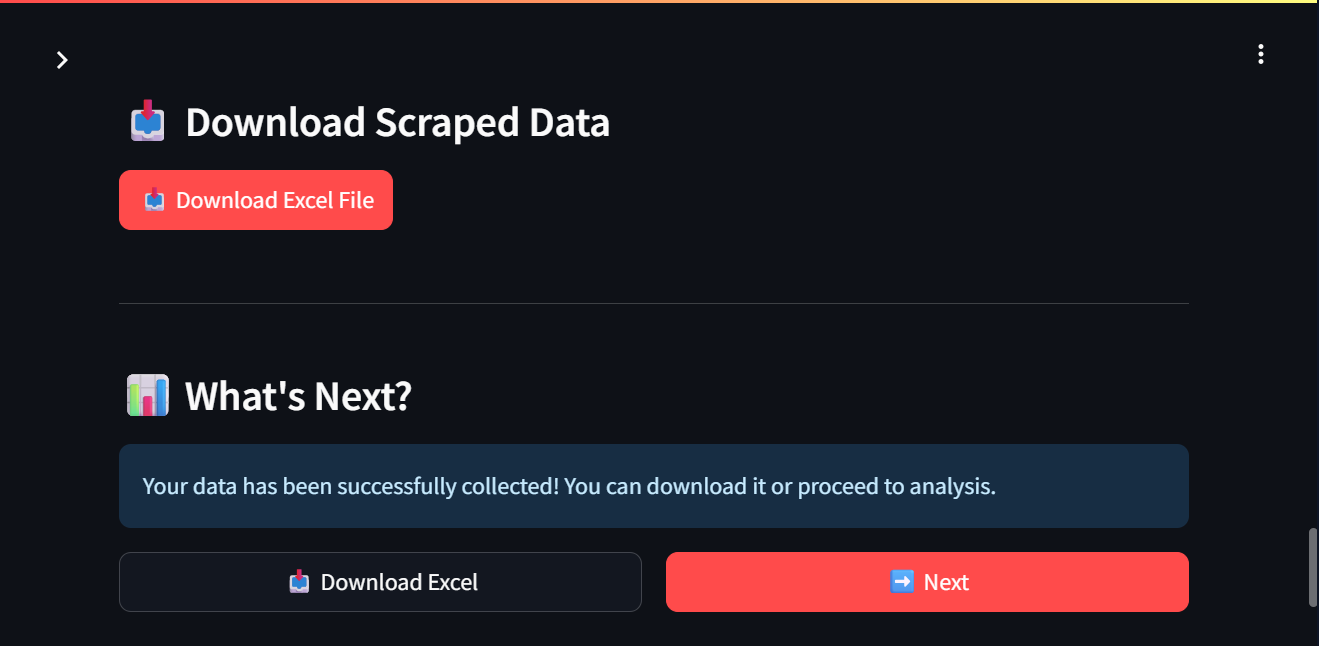 Download Scraped Data
Download Excel File
What's Next?
Your data has been successfully collected! You can download it or proceed to analysis.
Download Excel
Next